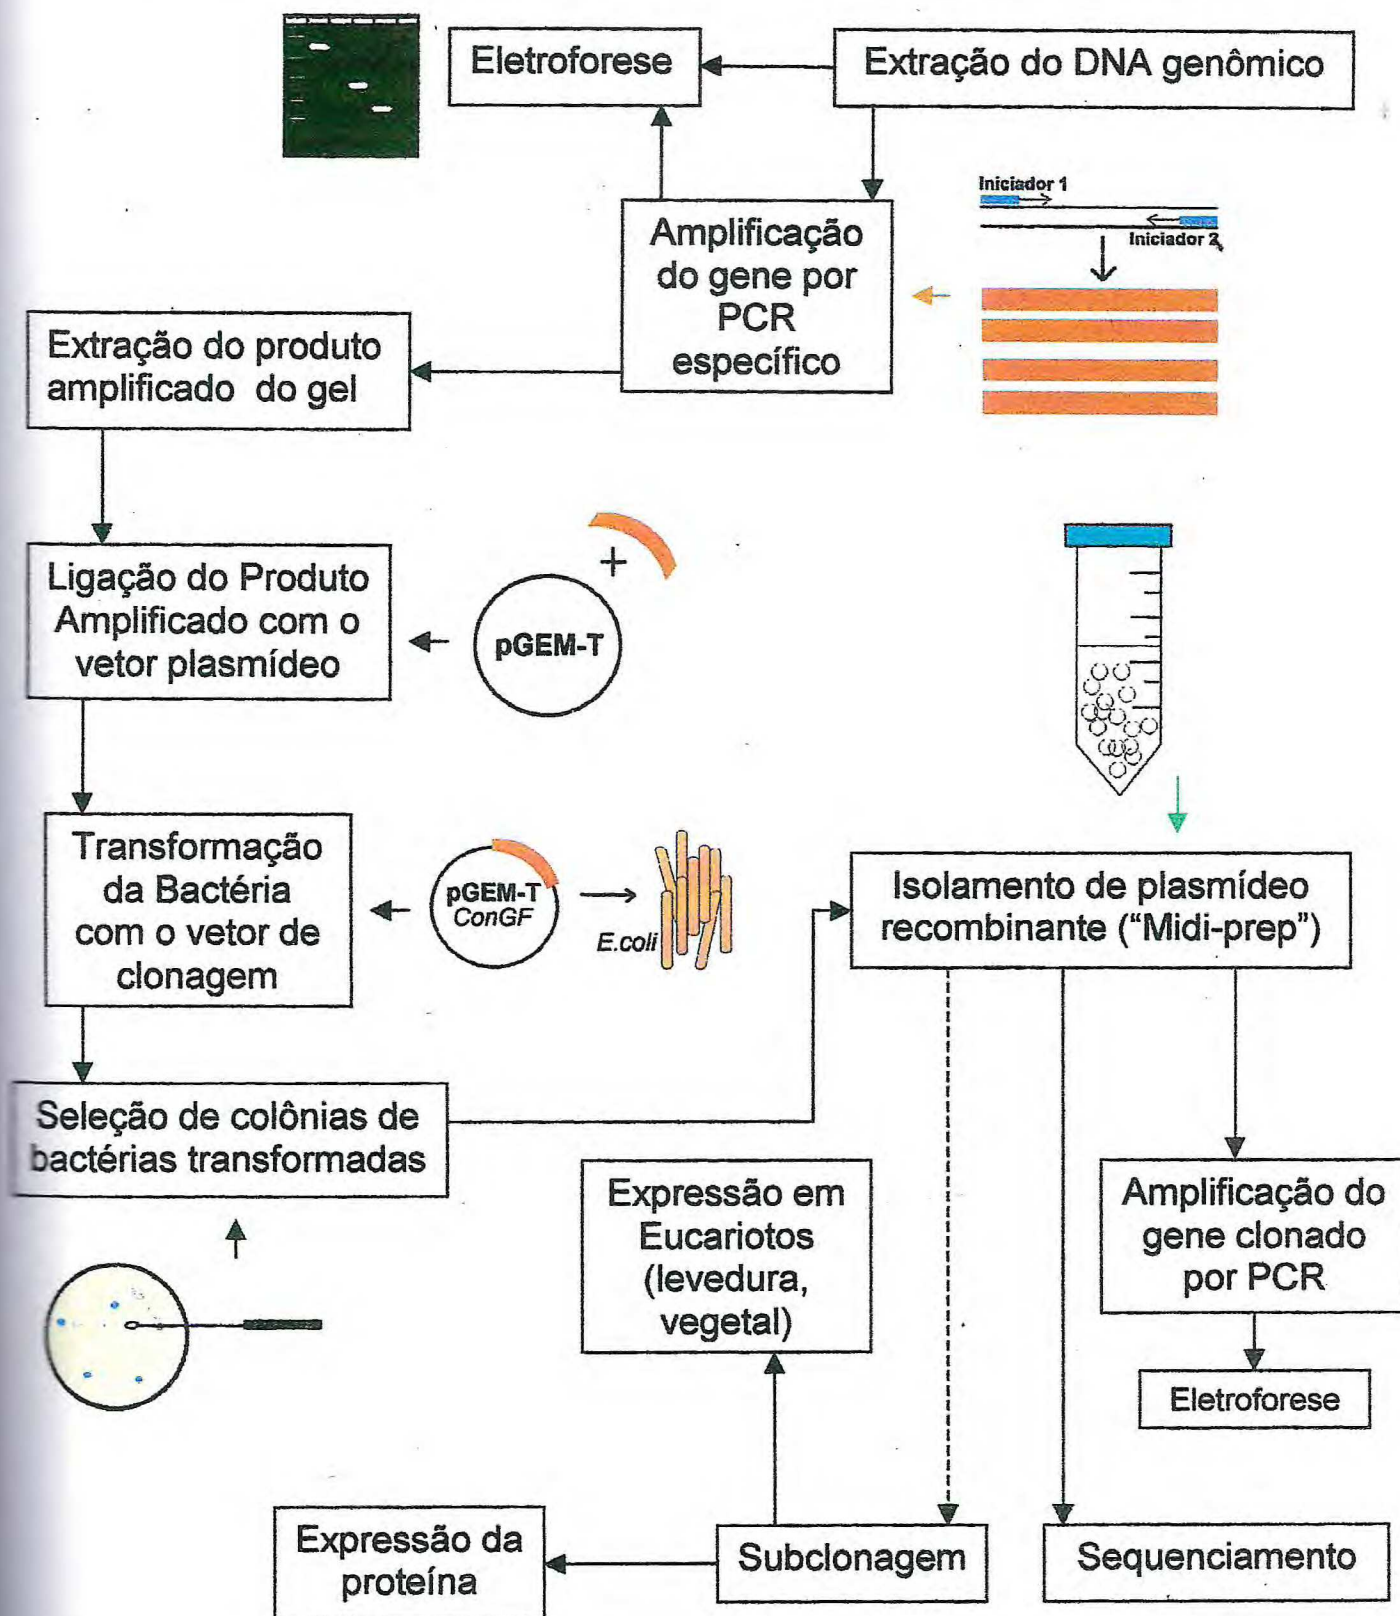 Eletroforese
Extração do DNA genômico
Iniciador 1
Iniciador 2
Amplificação
do gene por
PCR
específico
Extração do produto
amplificado do gel
Ligação do Produto
Amplificado com o
vetor plasmídeo
+
pGEM-T
Transformação
da Bactéria
com o vetor de
clonagem
pGEM-T
ConGF
E.coli
Isolamento de plasmídeo
recombinante (“Midi-prep”)
Seleção de colônias de
bactérias transformadas
Expressão em
Eucariotos
(levedura,
vegetal)
Amplificação do
gene clonado
por PCR
Eletroforese
Expressão da
proteína
Subclonagem
Sequenciamento